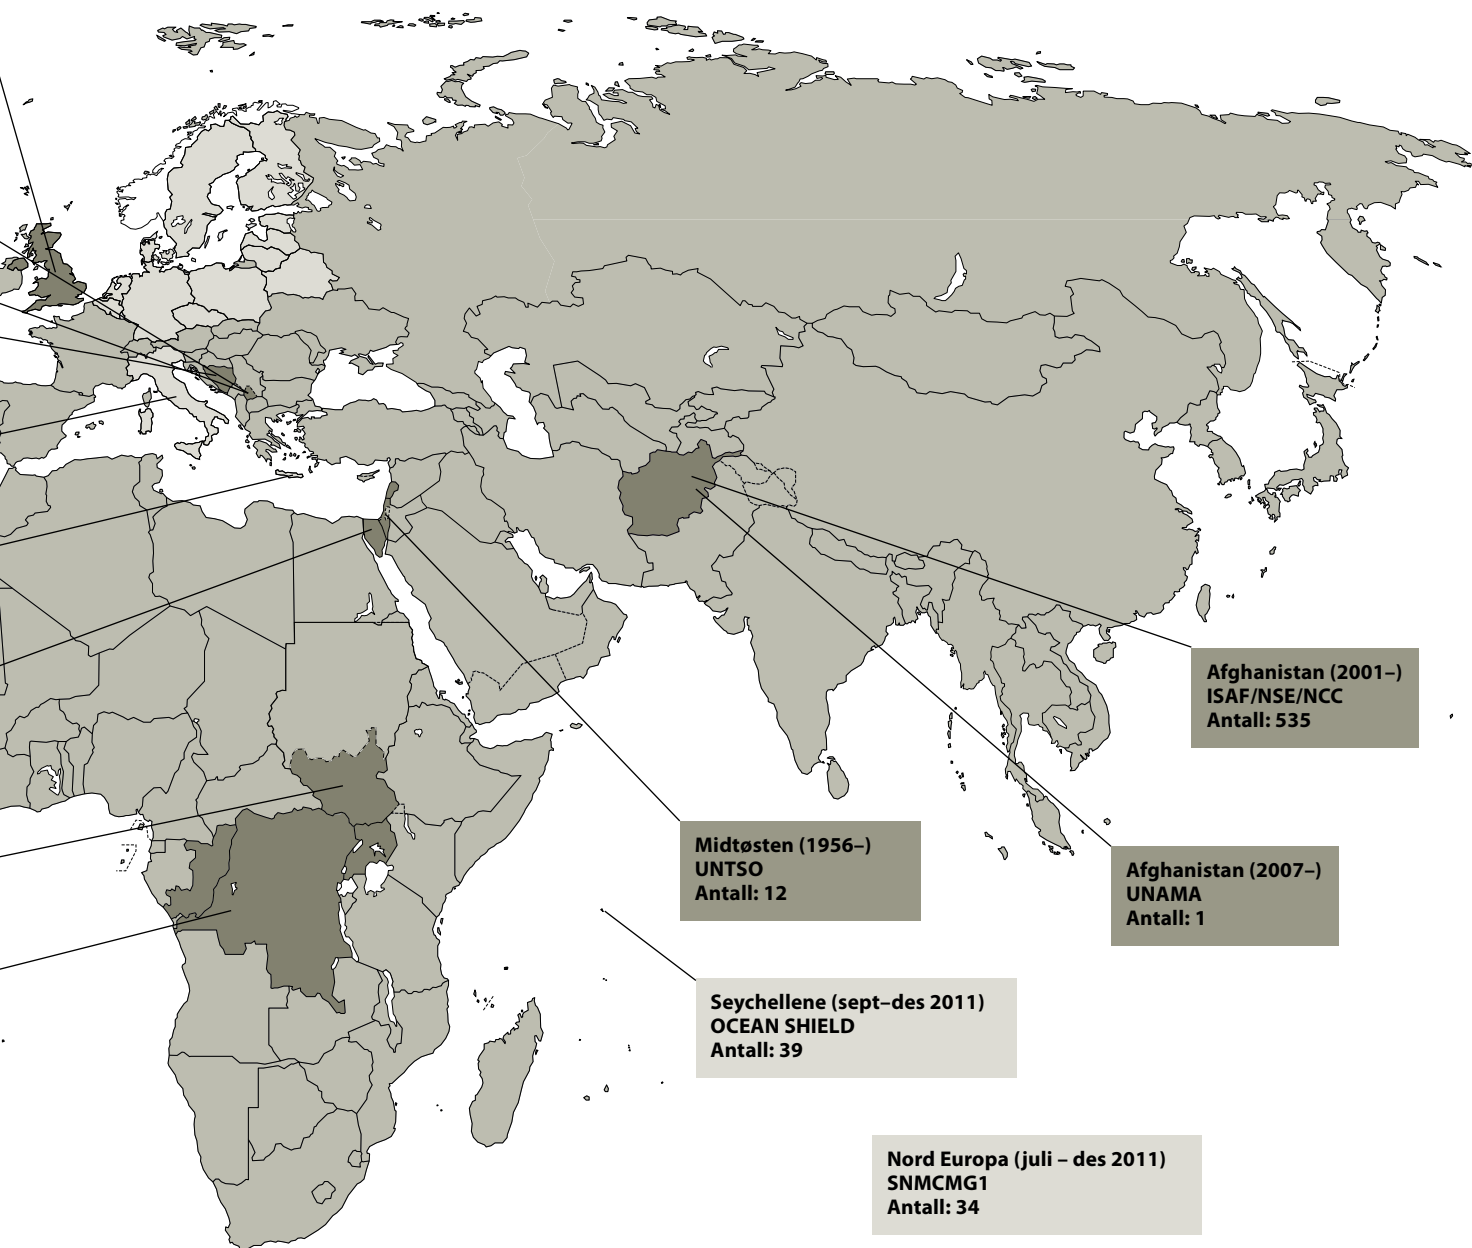 Afghanistan (2001–)
ISAF/NSE/NCC
Antall: 535
Midtøsten (1956–)
UNTSO
Antall: 12
Afghanistan (2007–)
UNAMA
Antall: 1
Seychellene (sept–des 2011)
OCEAN SHIELD
Antall: 39
Nord Europa (juli – des 2011)
SNMCMG1
Antall: 34